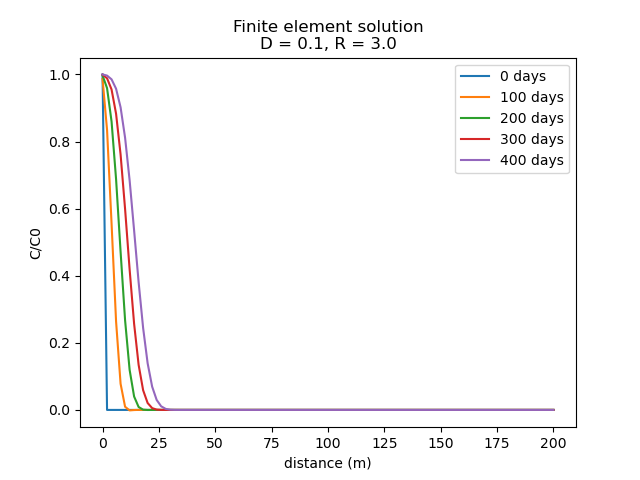 Finite element solution
D = 0.1, R = 3.0
1.0
0.8
0.6
0.4
0.2
0.0
C/C0
0 days
100 days
200 days
300 days
400 days
0 25 50 75 100 125 150 175 200
distance (m)